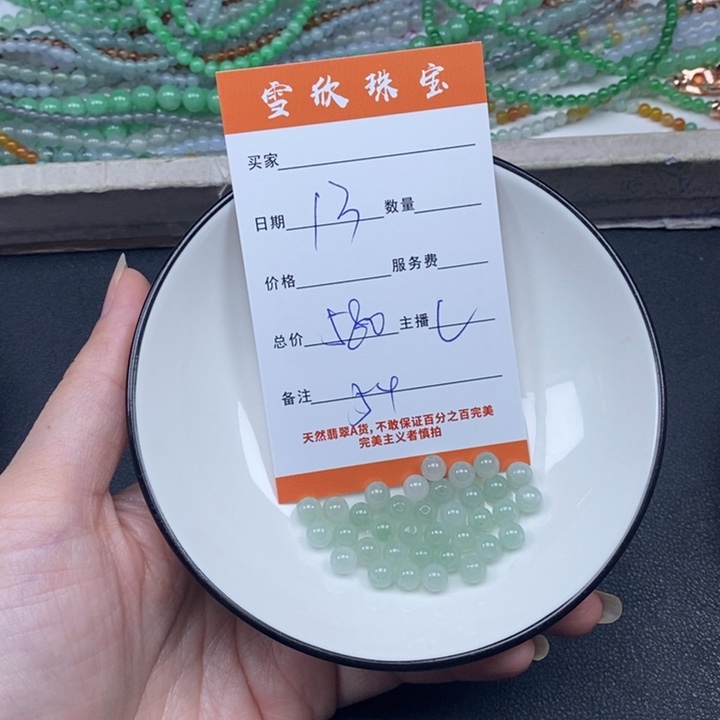 雪欣珠宝
买家
日期 13 数量
价格 服务费
总价 580 主播 L
备注 54
天然翡翠A货,不敢保证百分之百完美
完美主义者慎拍